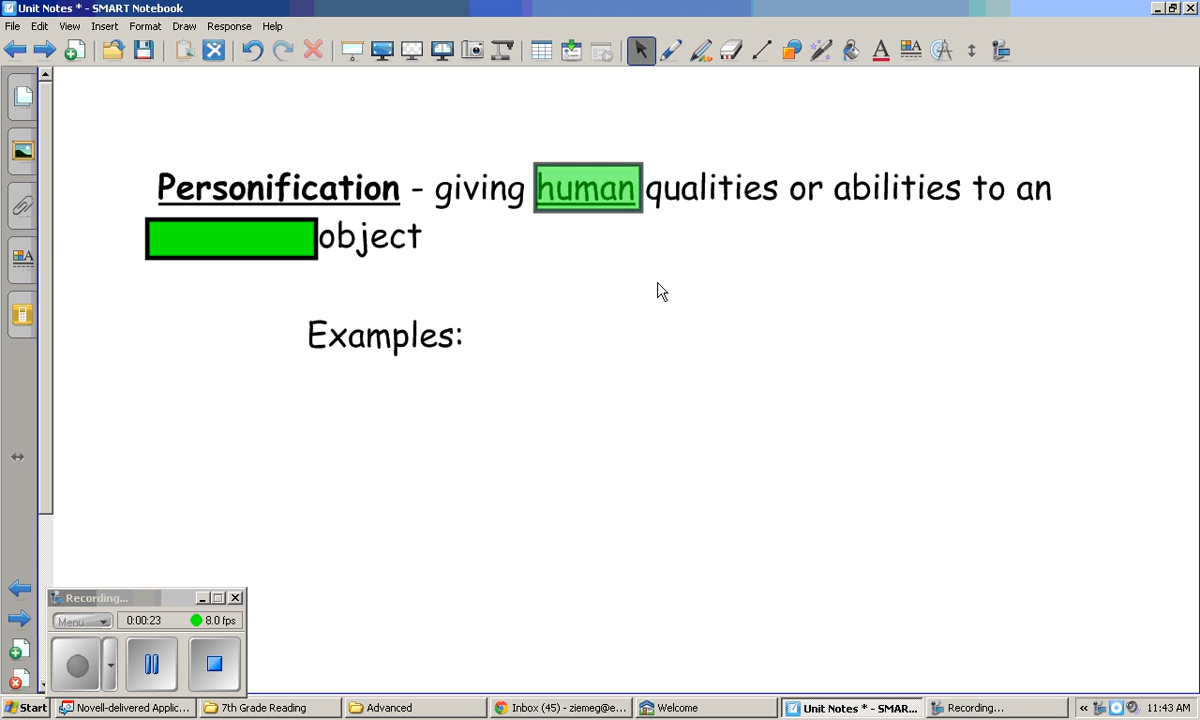 Unit Notes * - SMART Notebook
File Edit View Insert Format Draw Response Help
Personification - giving human qualities or abilities to an
object
Examples:
Recording...
Menu 0:00:23 8.0 fps
Start Novell-delivered Applic... 7th Grade Reading Advanced Inbox (45) - ziemeg@e... Welcome Unit Notes * - SMAR... Recording... « 11:43 AM